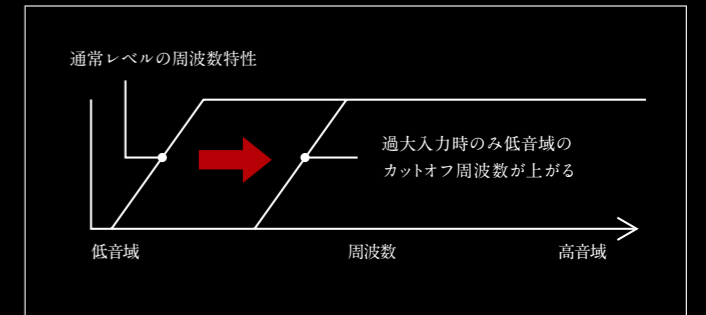 通常レベルの周波数特性
過大入力時のみ低音域の
カットオフ周波数が上がる
低音域
周波数
高音域